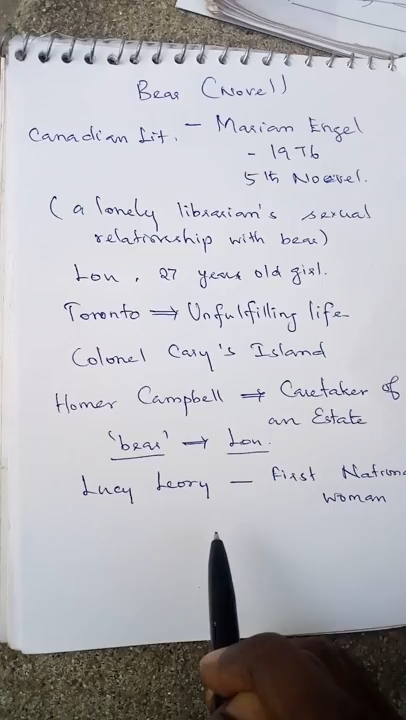 Bear (Novel)
Canadian Lit. - Marian Engel
- 1976
5th Novel.
(a lonely librarian's sexual
relationship with bear)
Lou, 27 years old girl.
Toronto ⇒ Unfulfilling life
Colonel Cary's Island
Homer Campbell ⇒ Caretaker of
an Estate
'bear' → Lou.
Lucy Leory - First Nation
woman